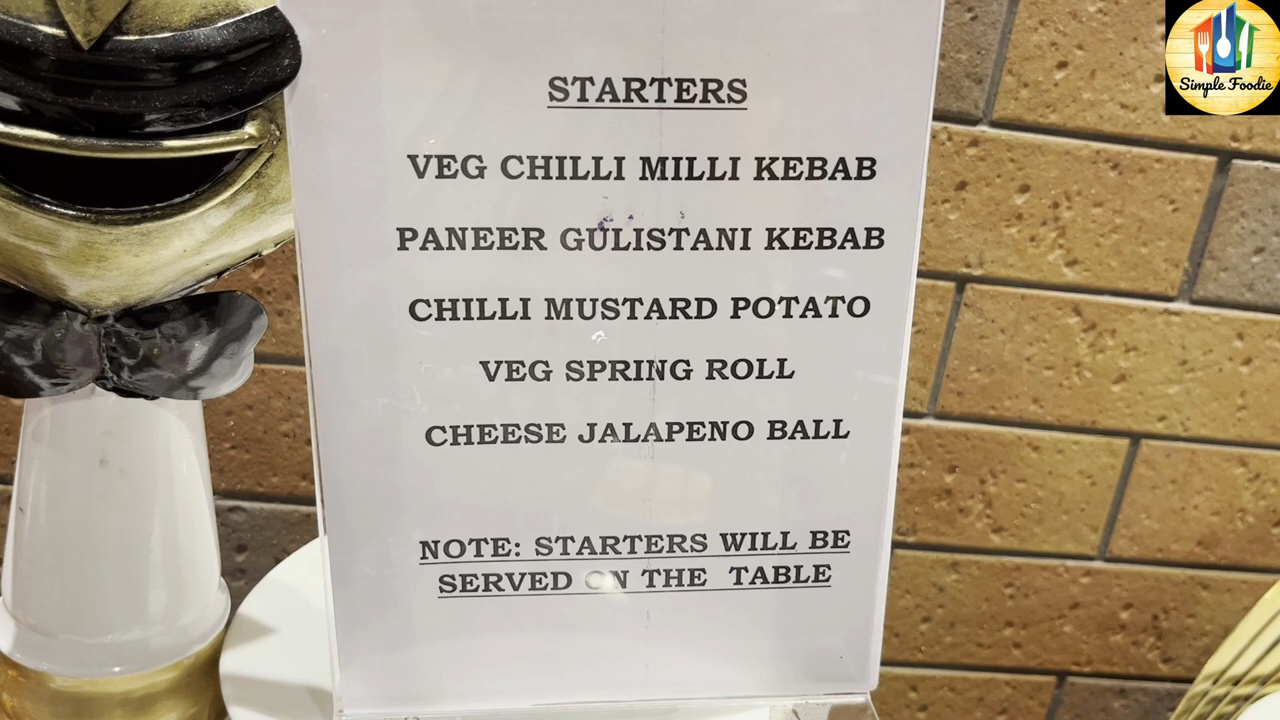 STARTERS
VEG CHILLI MILLI KEBAB
PANEER GULISTANI KEBAB
CHILLI MUSTARD POTATO
VEG SPRING ROLL
CHEESE JALAPENO BALL
NOTE: STARTERS WILL BE
SERVED ON THE TABLE
Simple Foodie